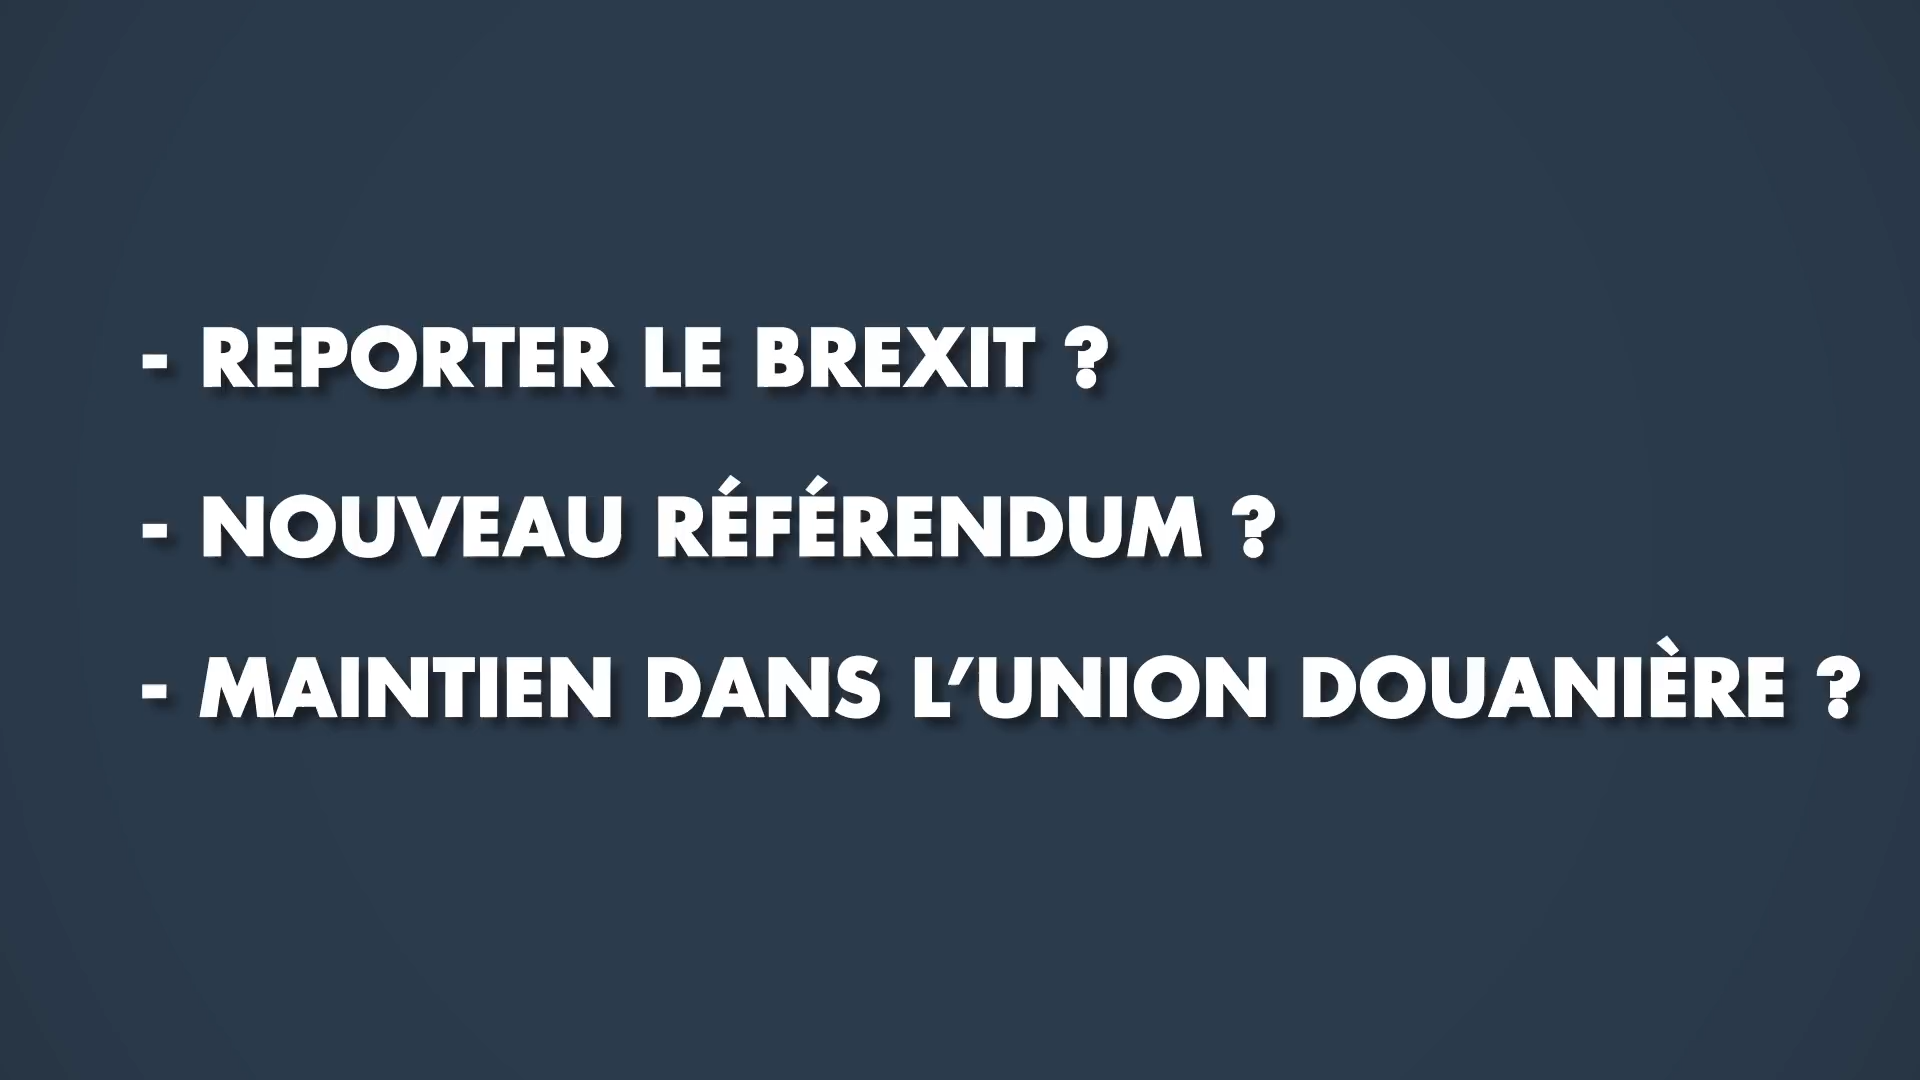 - REPORTER LE BREXIT ?
- NOUVEAU RÉFÉRENDUM ?
- MAINTIEN DANS L’UNION DOUANIÈRE ?